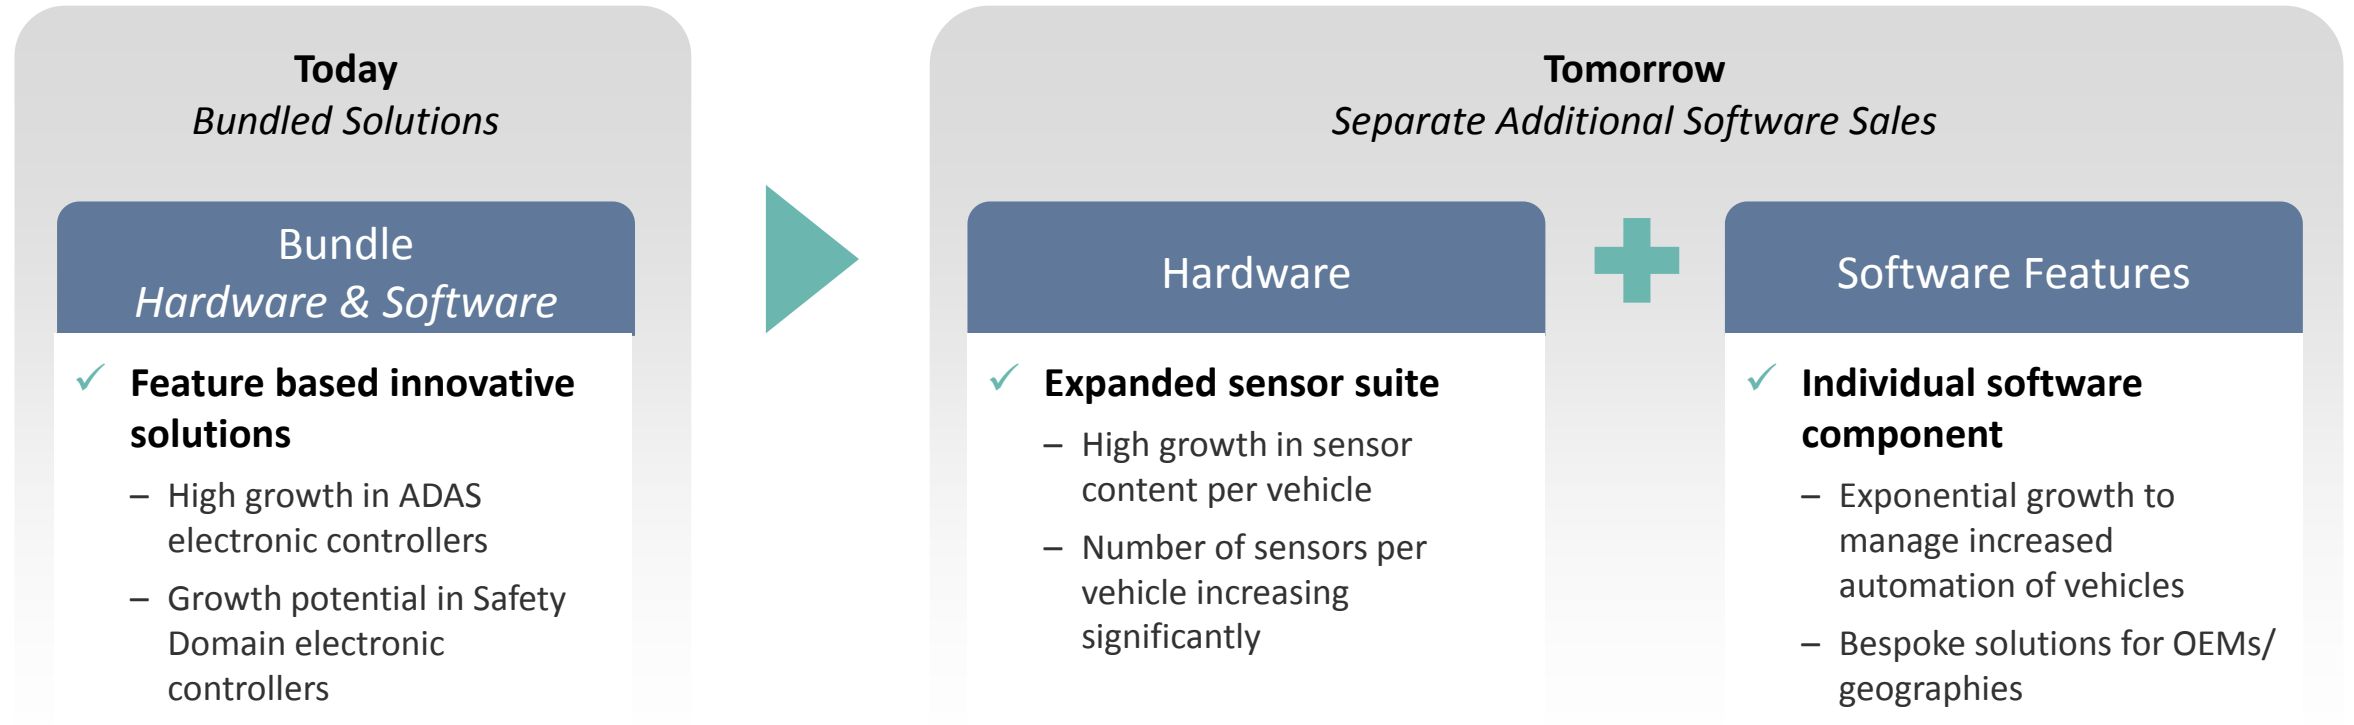 Today
Bundled Solutions
Bundle
Hardware & Software
✓ Feature based innovative
solutions
– High growth in ADAS
electronic controllers
– Growth potential in Safety
Domain electronic
controllers
Tomorrow
Separate Additional Software Sales
Hardware
✓ Expanded sensor suite
– High growth in sensor
content per vehicle
– Number of sensors per
vehicle increasing
significantly
Software Features
✓ Individual software
component
– Exponential growth to
manage increased
automation of vehicles
– Bespoke solutions for OEMs/
geographies